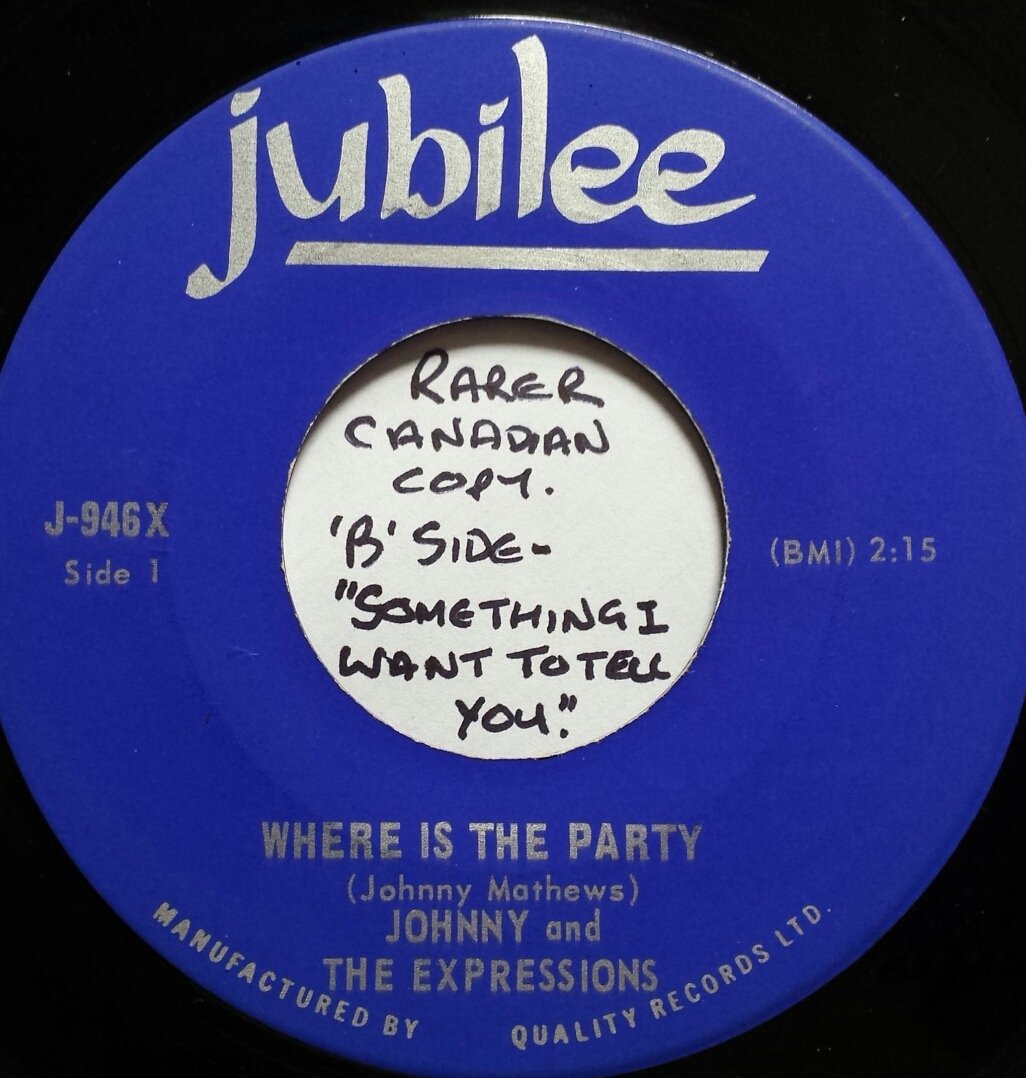 jubilee
RARER
CANADIAN
COPY.
'B' SIDE-
"SOMETHING I
WANT TO TELL
YOU."
J-946X
Side 1
(BMI) 2:15
WHERE IS THE PARTY
(Johnny Mathews)
JOHNNY and
THE EXPRESSIONS
MANUFACTURED BY QUALITY RECORDS LTD.